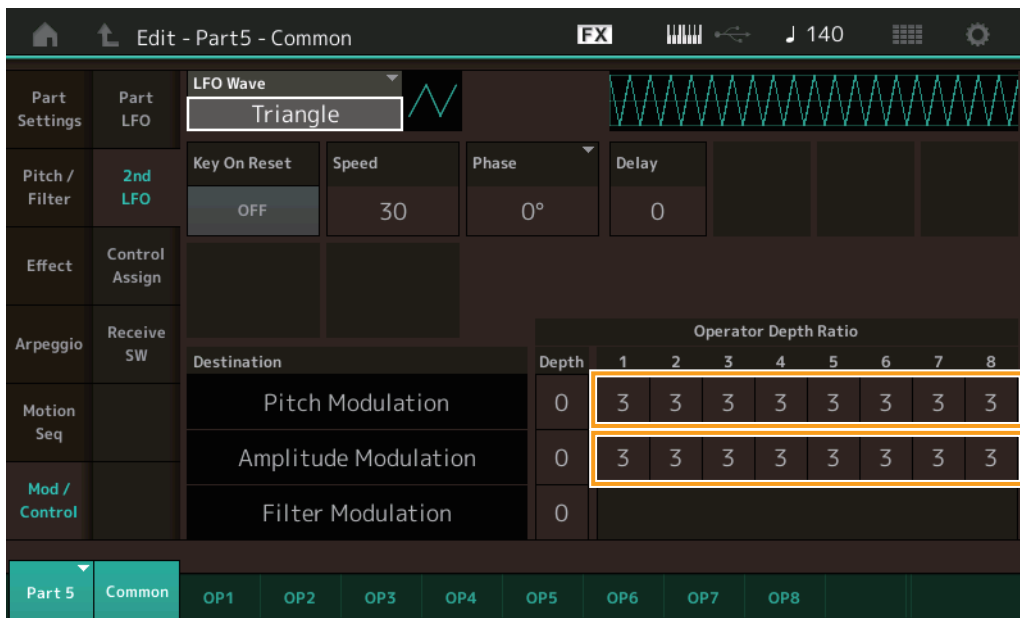 Edit - Part5 - Common FX ♩ 140
Part Settings
Part LFO
LFO Wave
Triangle
Pitch / Filter
2nd LFO
Key On Reset
OFF
Speed
30
Phase
0°
Delay
0
Effect
Control Assign
Arpeggio
Receive SW
Operator Depth Ratio
Destination Depth 1 2 3 4 5 6 7 8
Pitch Modulation 0 3 3 3 3 3 3 3 3
Motion Seq
Amplitude Modulation 0 3 3 3 3 3 3 3 3
Mod / Control
Filter Modulation 0
Part 5 Common OP1 OP2 OP3 OP4 OP5 OP6 OP7 OP8